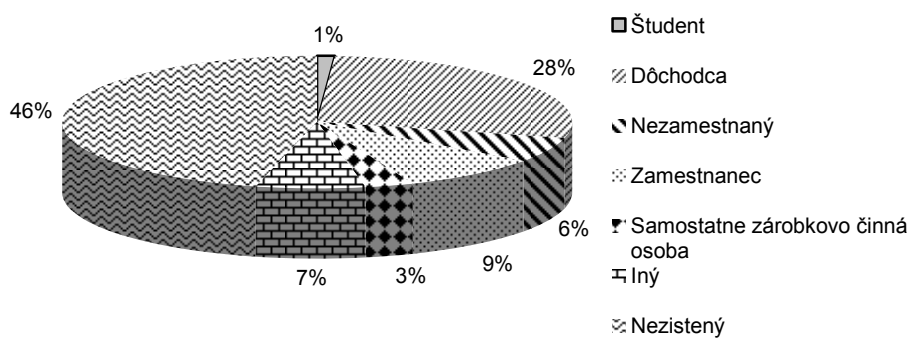 1%
28%
46%
6%
9%
3%
7%
Študent
Dôchodca
Nezamestnaný
Zamestnanec
Samostatne zárobkovo činná
osoba
Iný
Nezistený